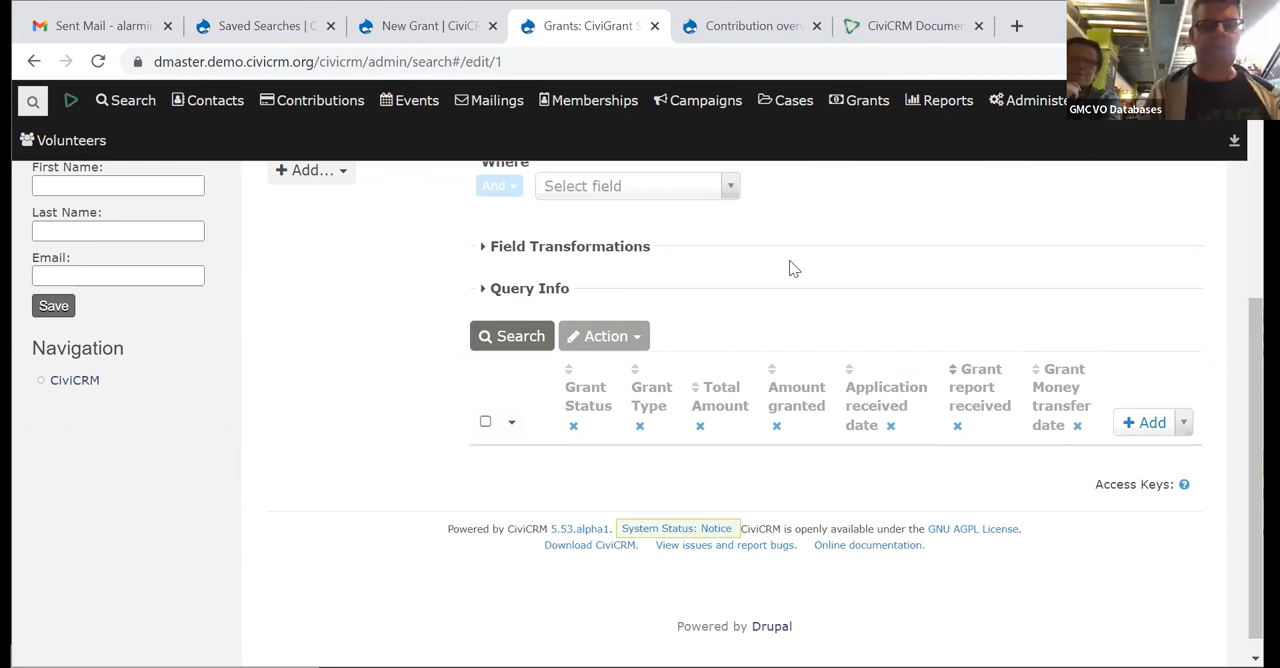 Sent Mail - alarmin
Saved Searches | C
New Grant | CiviCF
Grants: CiviGrant S
Contribution over
CiviCRM Documen
dmaster.demo.civicrm.org/civicrm/admin/search#/edit/1
GMCVO Databases
Search Contacts Contributions Events Mailings Memberships Campaigns Cases Grants Reports Administe
Volunteers
First Name:
Last Name:
Email:
Save
Navigation
CiviCRM
+ Add...
Where
And
Select field
Field Transformations
Query Info
Search
Action
Grant
Status
Grant
Type
Total
Amount
Amount
granted
Application
received
date
Grant
report
received
Grant
Money
transfer
date
+ Add
Access Keys: ?
Powered by CiviCRM 5.53.alpha1. System Status: Notice CiviCRM is openly available under the GNU AGPL License.
Download CiviCRM. View issues and report bugs. Online documentation.
Powered by Drupal